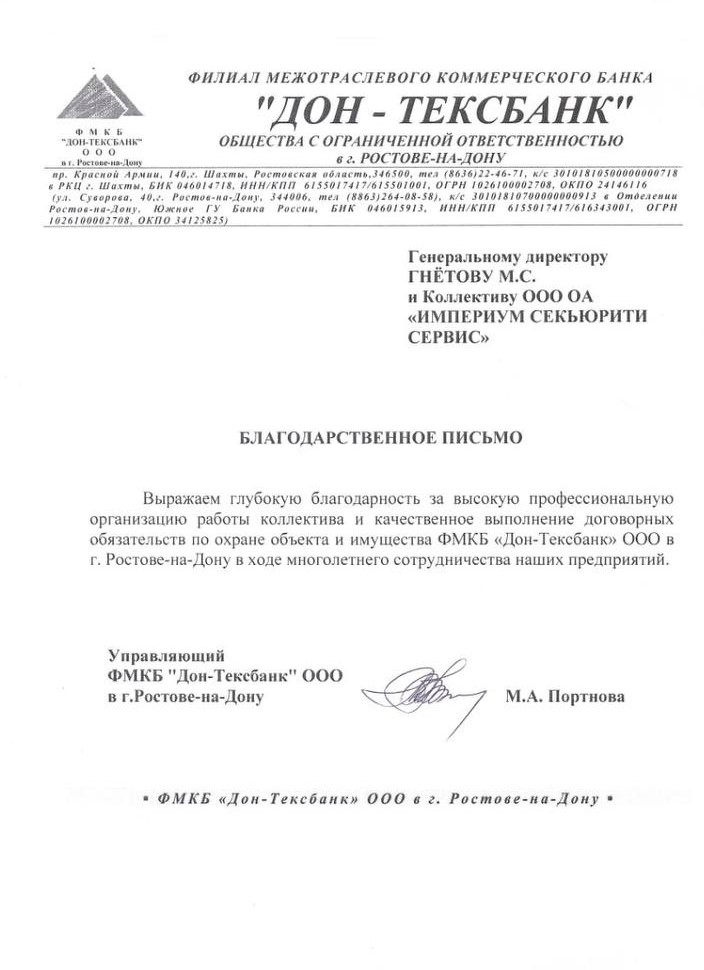 ФМКБ
"ДОН-ТЕКСБАНК"
О О О
в г. Ростове-на-Дону
ФИЛИАЛ МЕЖОТРАСЛЕВОГО КОММЕРЧЕСКОГО БАНКА
"ДОН - ТЕКСБАНК"
ОБЩЕСТВА С ОГРАНИЧЕННОЙ ОТВЕТСТВЕННОСТЬЮ
в г. РОСТОВЕ-НА-ДОНУ
пр. Красной Армии, 140,г. Шахты, Ростовская область,346500, тел (8636)22-46-71, к/с 30101810500000000718
в РКЦ г. Шахты, БИК 046014718, ИНН/КПП 6155017417/615501001, ОГРН 1026100002708, ОКПО 24146116
(ул. Суворова, 40,г. Ростов-на-Дону, 344006, тел (8863)264-08-58), к/с 30101810700000000913 в Отделении
Ростов-на-Дону, Южное ГУ Банка России, БИК 046015913, ИНН/КПП 6155017417/616343001, ОГРН
1026100002708, ОКПО 34125825)
Генеральному директору
ГНЁТОВУ М.С.
и Коллективу ООО ОА
«ИМПЕРИУМ СЕКЬЮРИТИ
СЕРВИС»
БЛАГОДАРСТВЕННОЕ ПИСЬМО
Выражаем глубокую благодарность за высокую профессиональную
организацию работы коллектива и качественное выполнение договорных
обязательств по охране объекта и имущества ФМКБ «Дон-Тексбанк» ООО в
г. Ростове-на-Дону в ходе многолетнего сотрудничества наших предприятий.
Управляющий
ФМКБ "Дон-Тексбанк" ООО
в г.Ростове-на-Дону
М.А. Портнова
▪ ФМКБ «Дон-Тексбанк» ООО в г. Ростове-на-Дону ▪